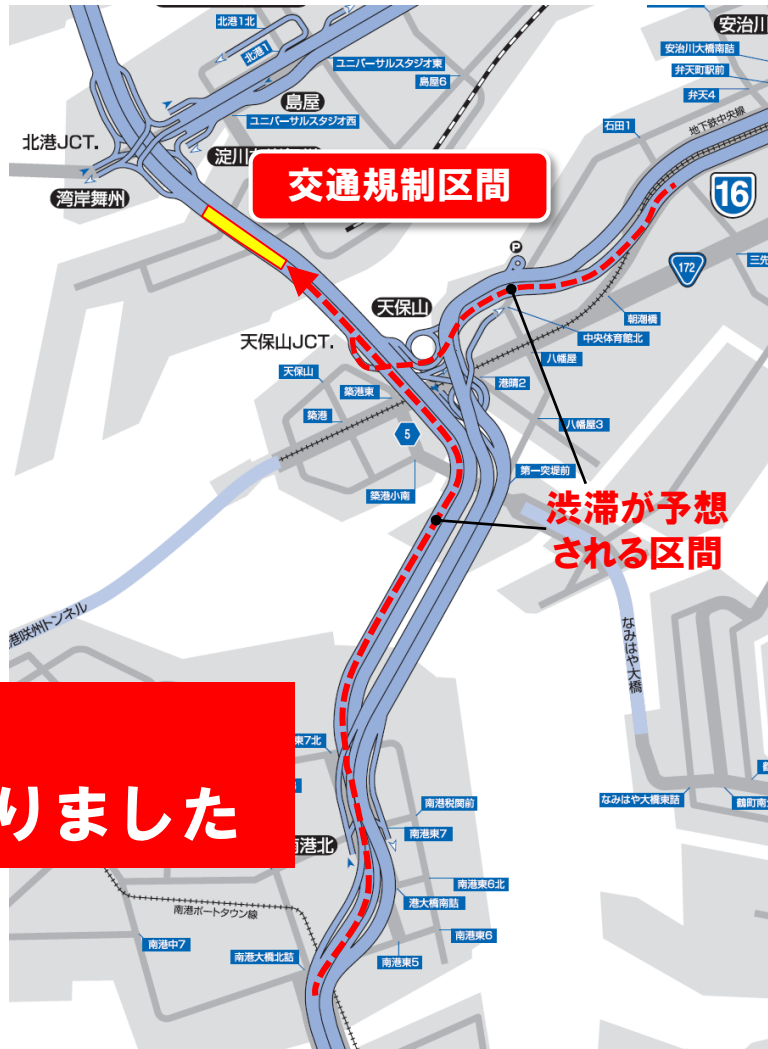 北港1北
北港1
安治川
安治川大橋南詰
弁天町駅前
弁天4
ユニバーサルスタジオ東
島屋6
島屋
ユニバーサルスタジオ西
石田1
地下鉄中央線
北港JCT.
淀川
湾岸舞州
交通規制区間
16
P
172
三先
天保山
朝潮橋
中央体育館北
天保山JCT.
八幡屋
天保山
港晴2
築港東
築港
八幡屋3
5
第一突堤前
築港小南
渋滞が予想
される区間
港咲州トンネル
なみはや大橋
東7北
りました
南港税関前
なみはや大橋東詰
鶴町南
南港東7
南港北
南港東6北
港大橋南詰
南港ポートタウン線
南港東6
南港中7
南港大橋北詰
南港東5